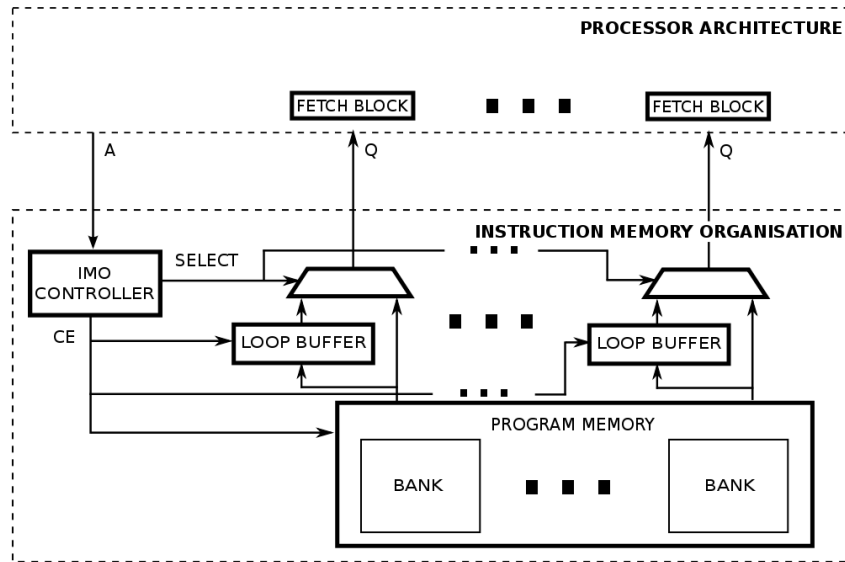 PROCESSOR ARCHITECTURE
FETCH BLOCK
FETCH BLOCK
A
Q
Q
INSTRUCTION MEMORY ORGANISATION
IMO
CONTROLLER
SELECT
CE
LOOP BUFFER
LOOP BUFFER
PROGRAM MEMORY
BANK
BANK